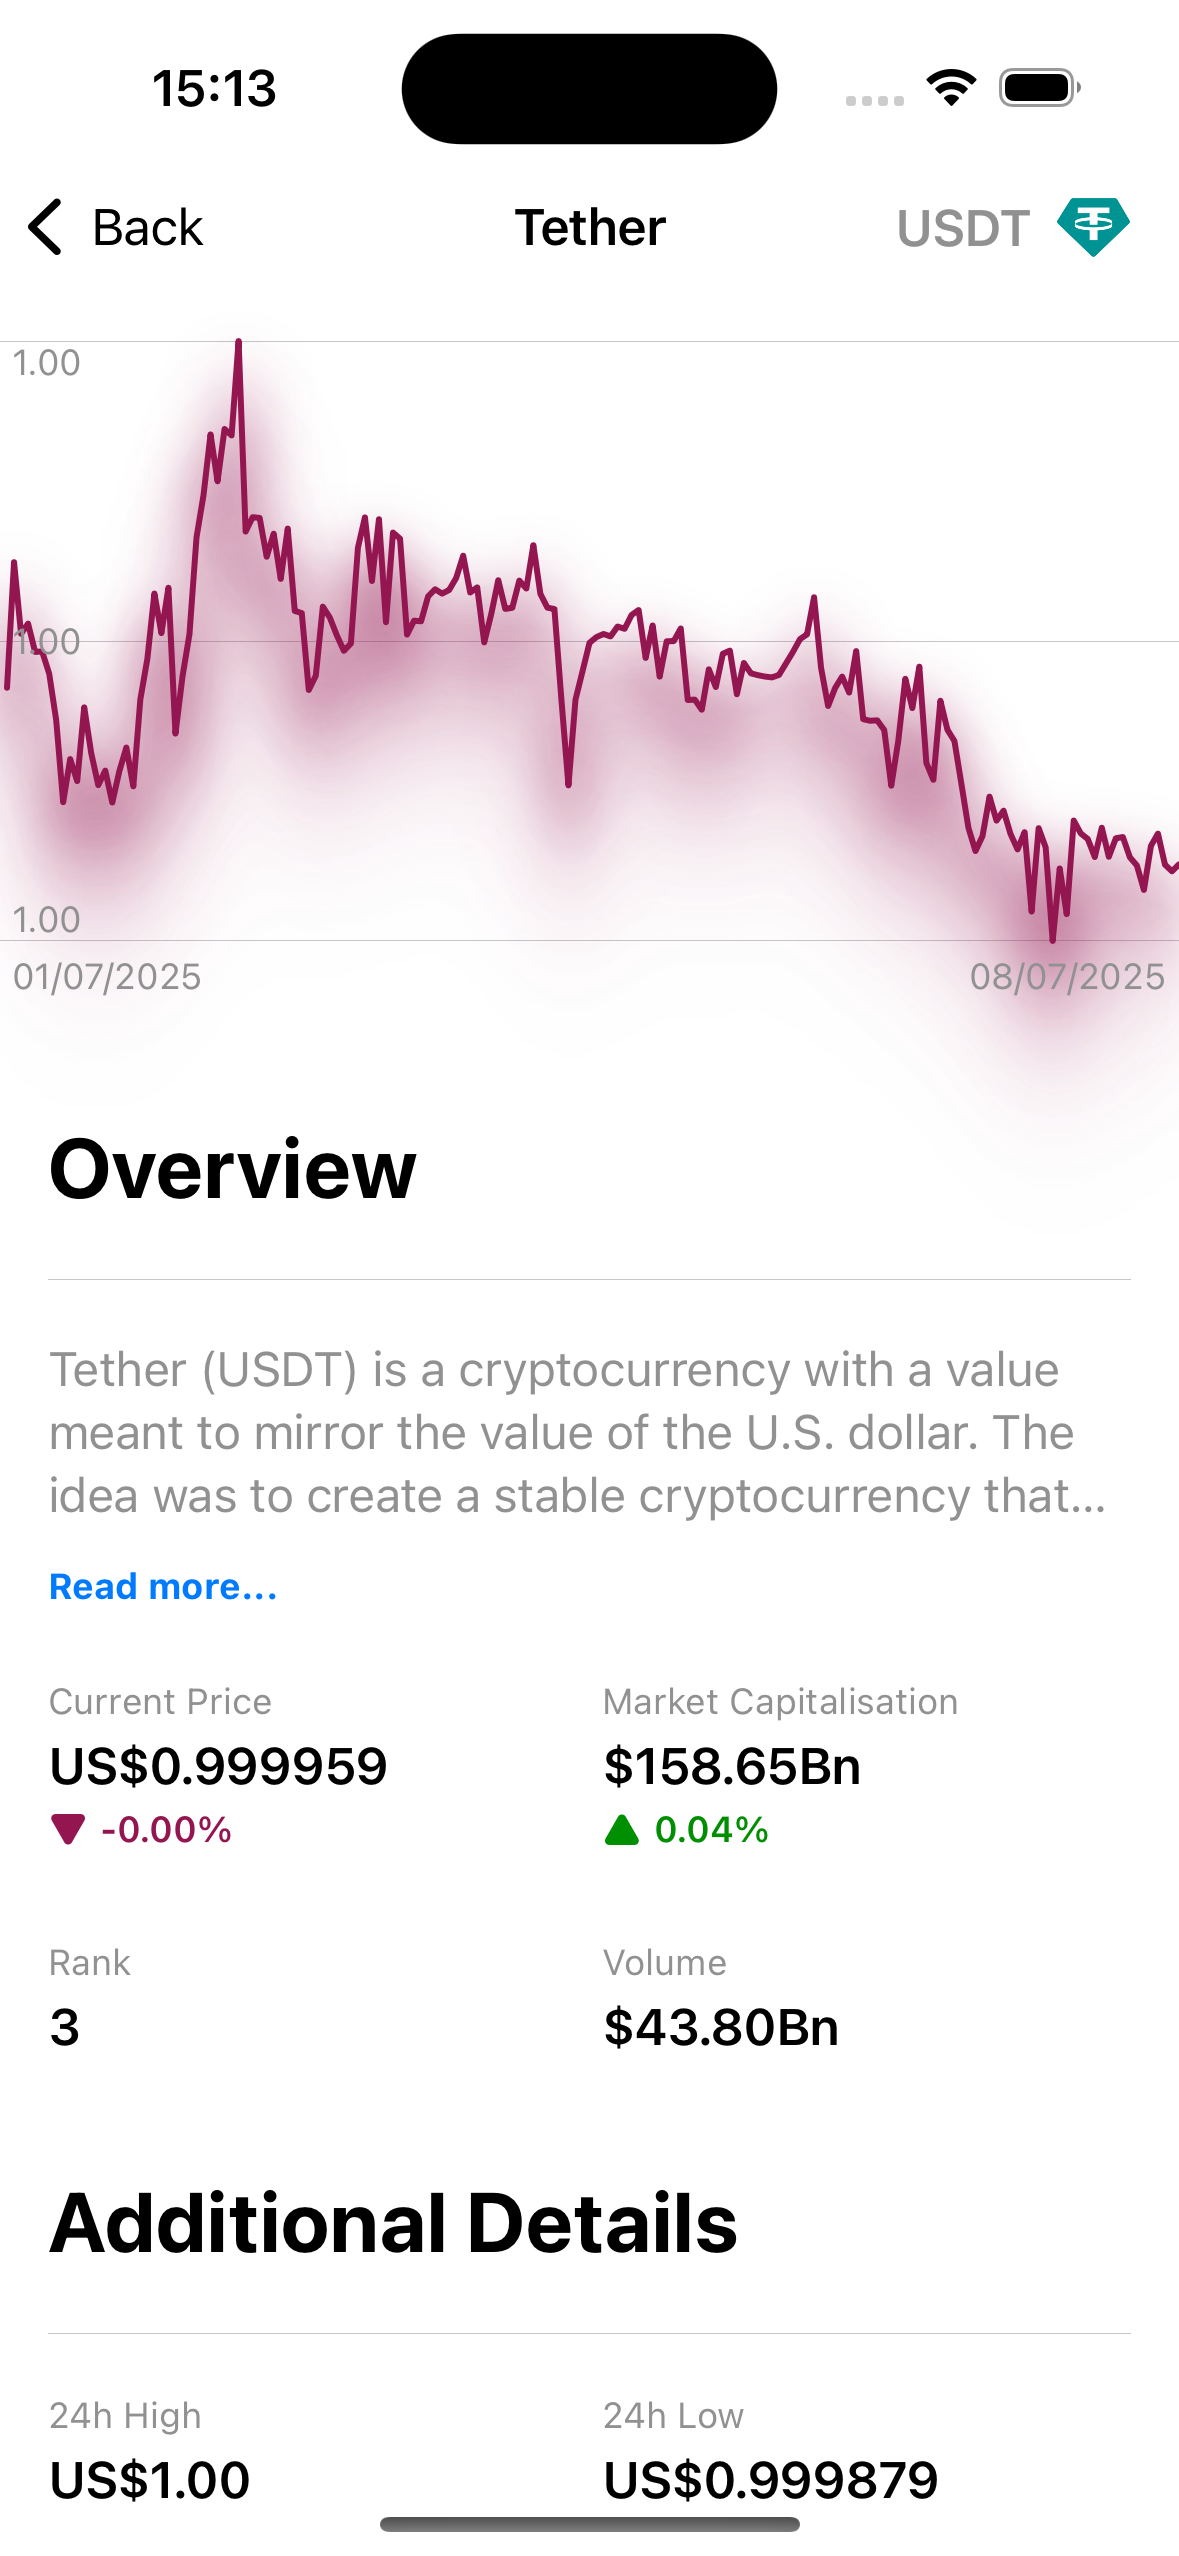 15:13
Back
Tether
USDT
1.00
1.00
1.00
01/07/2025
08/07/2025
Overview
Tether (USDT) is a cryptocurrency with a value
meant to mirror the value of the U.S. dollar. The
idea was to create a stable cryptocurrency that...
Read more...
Current Price
US$0.999959
-0.00%
Market Capitalisation
$158.65Bn
0.04%
Rank
3
Volume
$43.80Bn
Additional Details
24h High
US$1.00
24h Low
US$0.999879